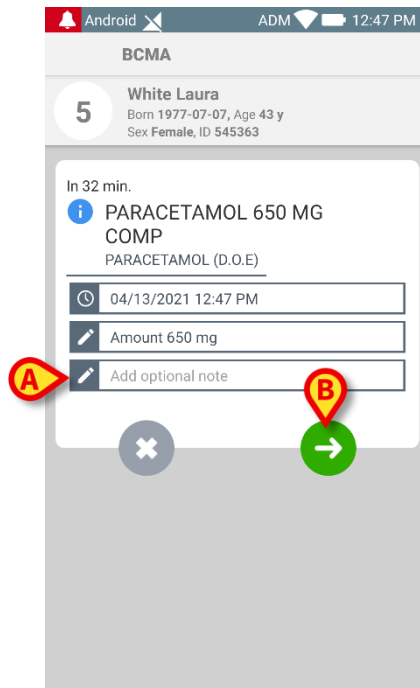 Android ADM 12:47 PM
BCMA
5
White Laura
Born 1977-07-07, Age 43 y
Sex Female, ID 545363
In 32 min.
i PARACETAMOL 650 MG
COMP
PARACETAMOL (D.O.E)
04/13/2021 12:47 PM
Amount 650 mg
A Add optional note
B